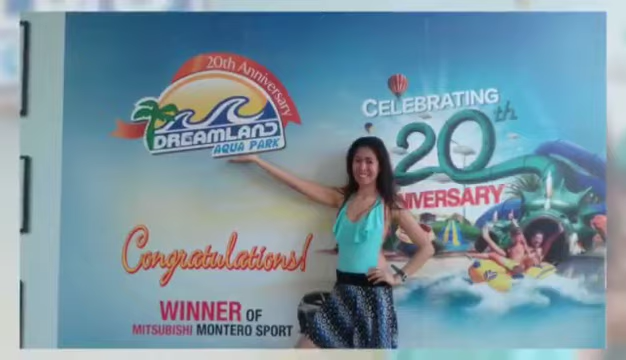 20th Anniversary
DREAMLAND
AQUA PARK
CELEBRATING
20th
NIVERSARY
Congratulations!
WINNER OF
MITSUBISHI MONTERO SPORT